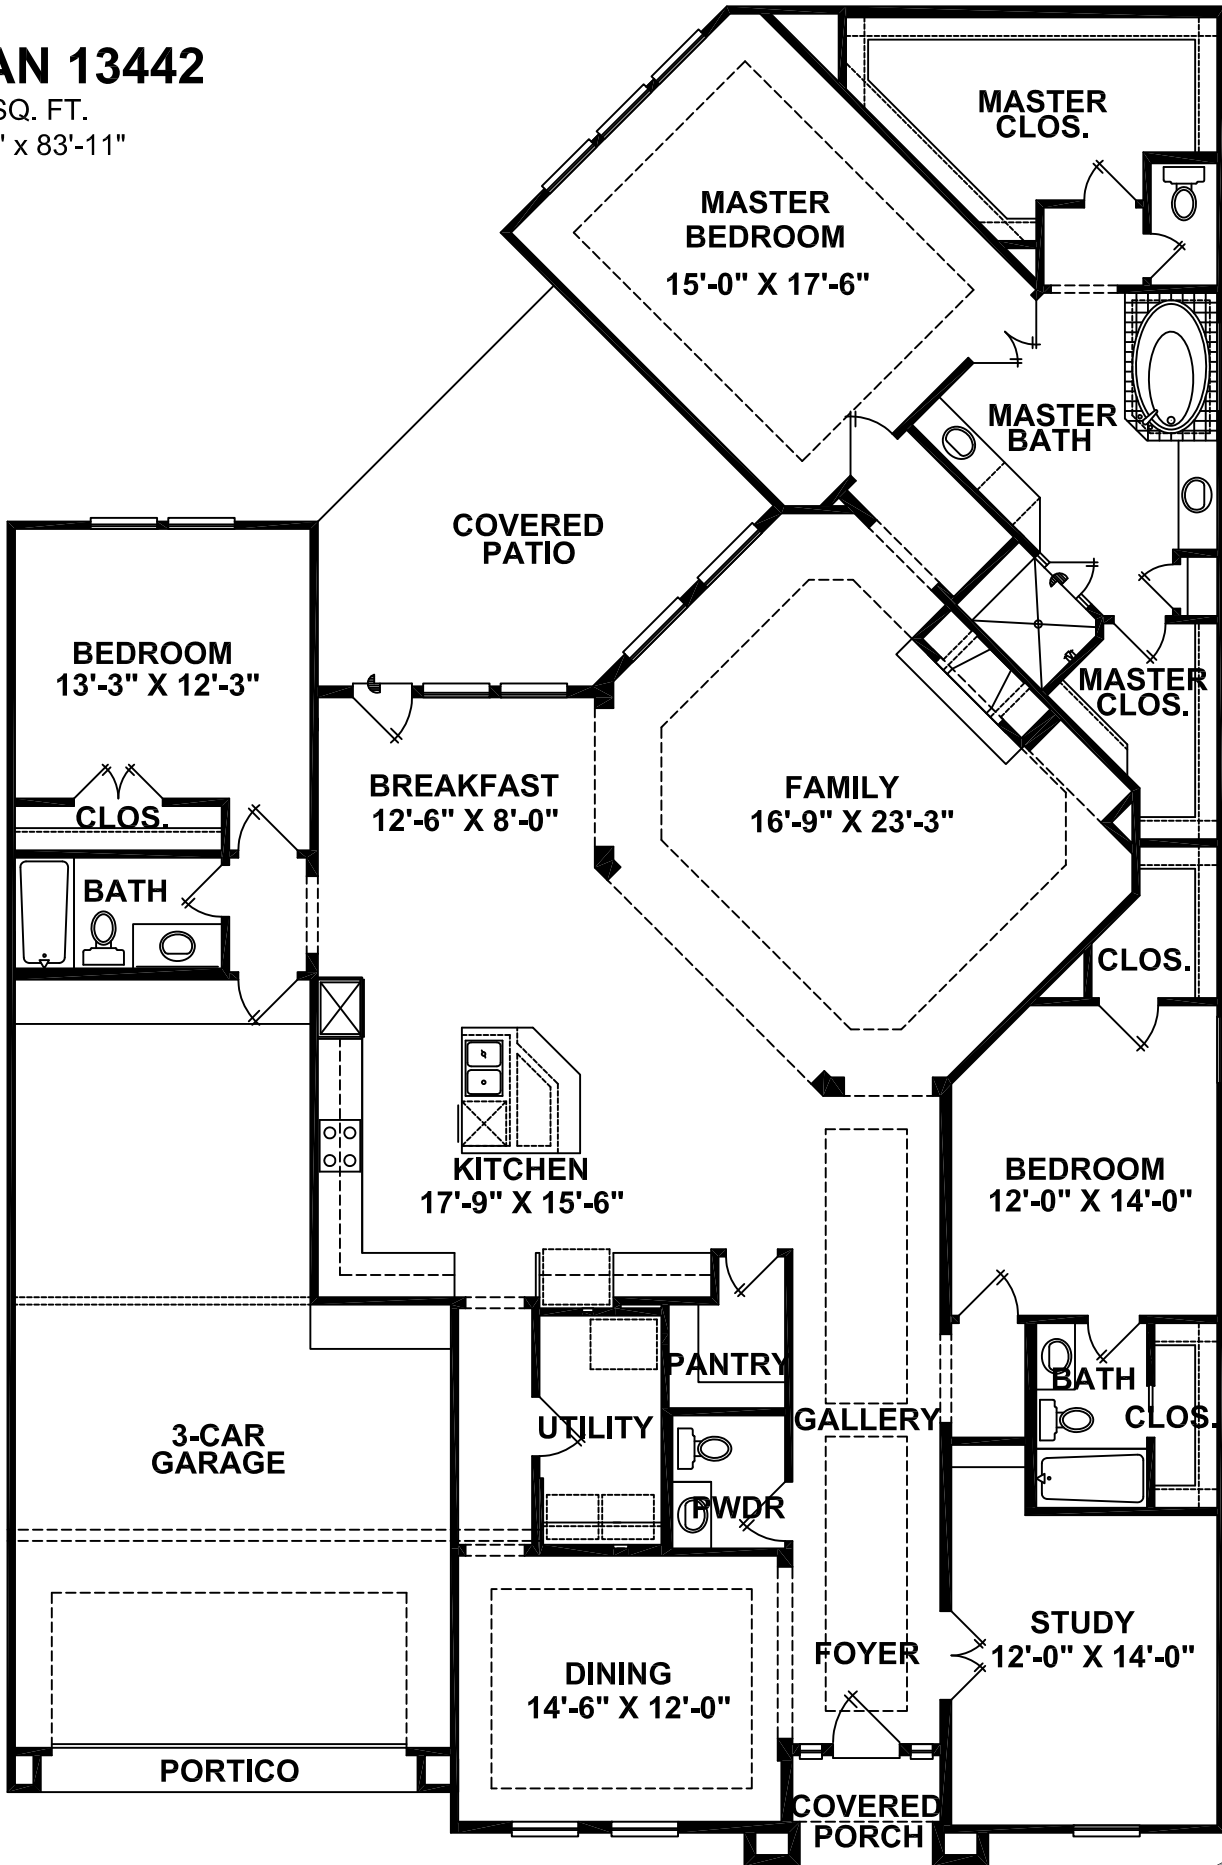 AN 13442
SQ. FT.
' x 83'-11"
MASTER
CLOS.
MASTER
BEDROOM
15'-0" X 17'-6"
MASTER
BATH
COVERED
PATIO
BEDROOM
13'-3" X 12'-3"
MASTER
CLOS.
BREAKFAST
12'-6" X 8'-0"
FAMILY
16'-9" X 23'-3"
CLOS.
BATH
CLOS.
KITCHEN
17'-9" X 15'-6"
BEDROOM
12'-0" X 14'-0"
PANTRY
BATH
CLOS.
3-CAR
GARAGE
UTILITY
GALLERY
PWDR
STUDY
12'-0" X 14'-0"
FOYER
DINING
14'-6" X 12'-0"
PORTICO
COVERED
PORCH